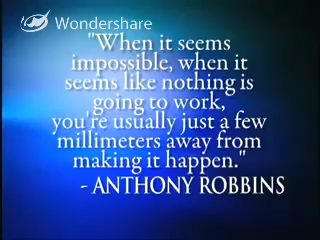 Wondershare
"When it seems
impossible, when it
seems like nothing is
going to work,
you're usually just a few
millimeters away from
making it happen."
- ANTHONY ROBBINS